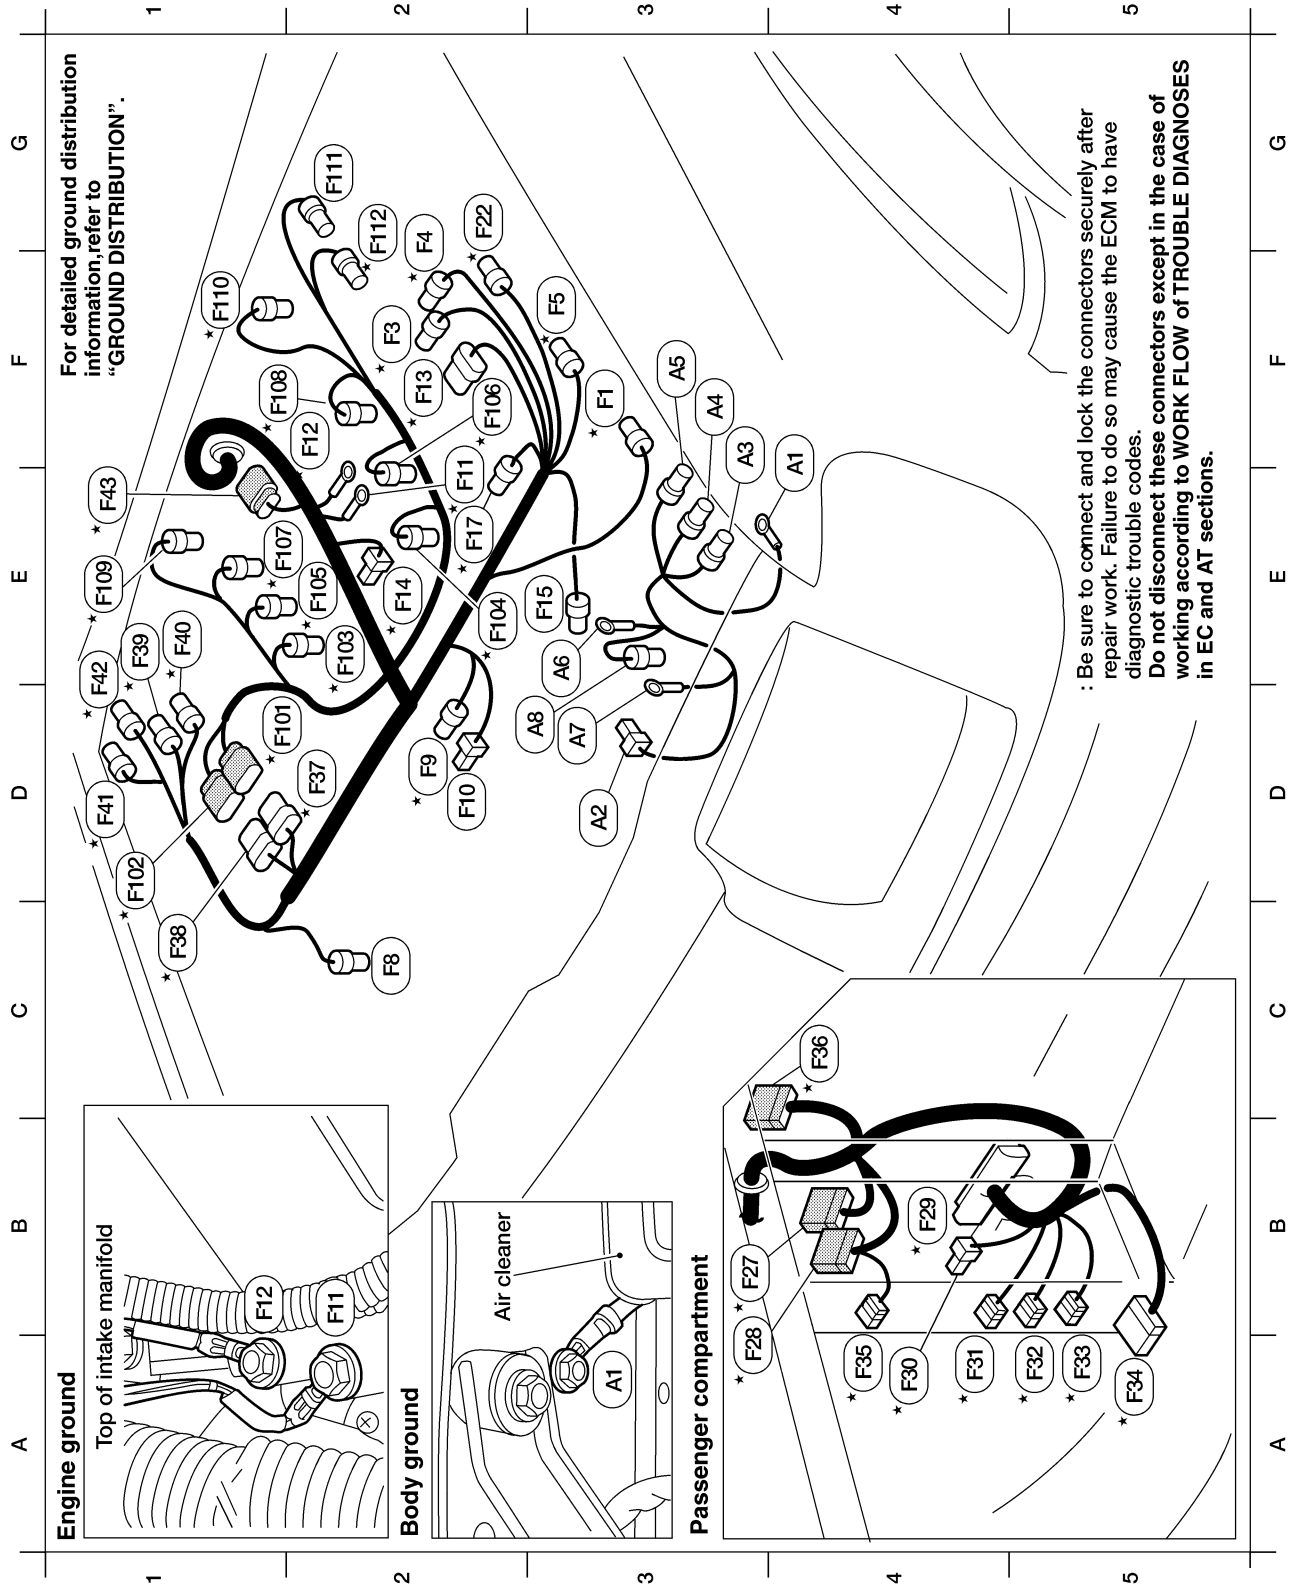 1
2
3
4
5
G
F
E
D
C
B
A
For detailed ground distribution
information,refer to
“GROUND DISTRIBUTION”.
F111
F112
★
F4
★
F22
★
F110
★
F3
★
F5
★
F108
★
F12
F13
★
F106
★
F1
★
A5
A4
A3
A1
F43
★
F11
F109
★
F107
★
F105
★
F103
★
F17
★
F14
★
F104
★
F15
F40
★
F39
★
F42
★
A6
A8
A7
F101
★
F37
★
F41
★
F9
★
F10
A2
F102
★
F38
★
F8
★ : Be sure to connect and lock the connectors securely after
repair work. Failure to do so may cause the ECM to have
diagnostic trouble codes.
Do not disconnect these connectors except in the case of
working according to WORK FLOW of TROUBLE DIAGNOSES
in EC and AT sections.
Engine ground
Top of intake manifold
F12
F11
Body ground
Air cleaner
A1
Passenger compartment
F36
★
F29
★
F27
★
F28
★
F35
★
F30
★
F31
★
F32
F33
★
F34
★
G
F
E
D
C
B
A
1
2
3
4
5